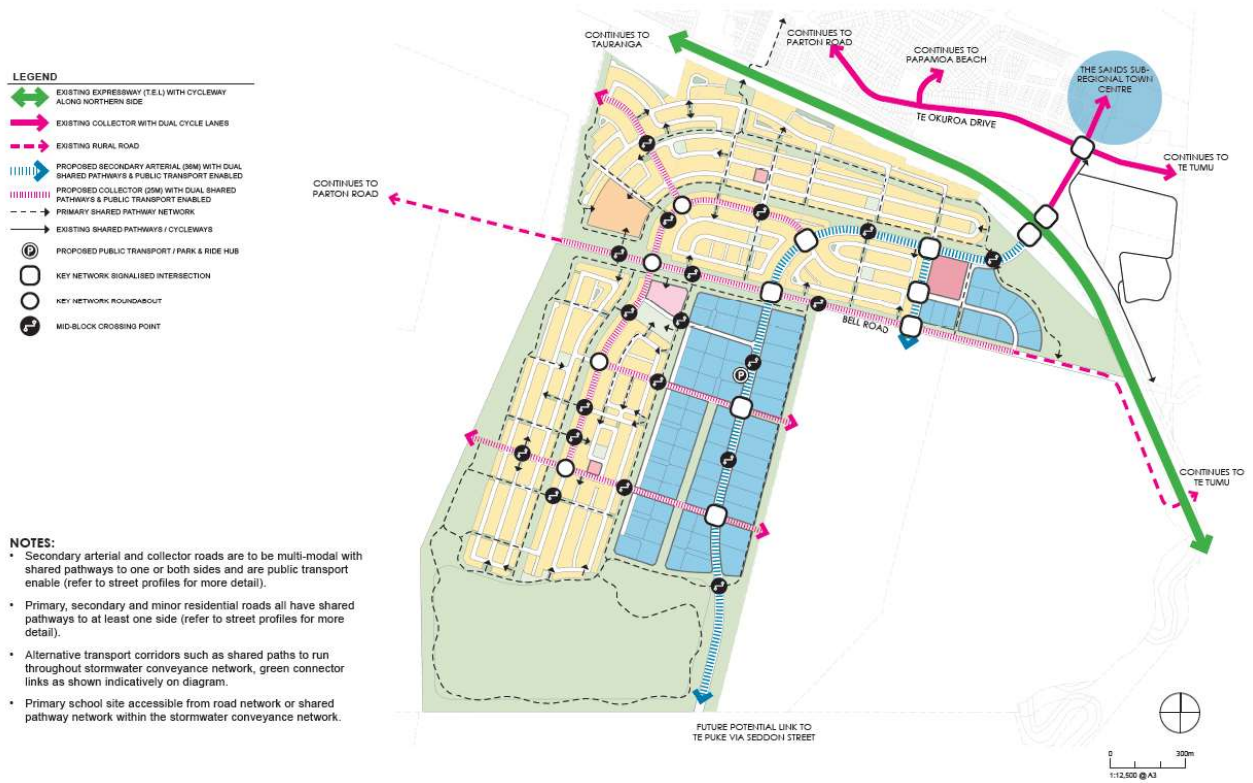 LEGEND
EXISTING EXPRESSWAY (T.E.L) WITH CYCLEWAY
ALONG NORTHERN SIDE
EXISTING COLLECTOR WITH DUAL CYCLE LANES
EXISTING RURAL ROAD
PROPOSED SECONDARY ARTERIAL (36M) WITH DUAL
SHARED PATHWAYS & PUBLIC TRANSPORT ENABLED
PROPOSED COLLECTOR (25M) WITH DUAL SHARED
PATHWAYS & PUBLIC TRANSPORT ENABLED
PRIMARY SHARED PATHWAY NETWORK
EXISTING SHARED PATHWAYS / CYCLEWAYS
P
PROPOSED PUBLIC TRANSPORT / PARK & RIDE HUB
KEY NETWORK SIGNALISED INTERSECTION
KEY NETWORK ROUNDABOUT
MID-BLOCK CROSSING POINT
NOTES:
• Secondary arterial and collector roads are to be multi-modal with
shared pathways to one or both sides and are public transport
enable (refer to street profiles for more detail).
• Primary, secondary and minor residential roads all have shared
pathways to at least one side (refer to street profiles for more
detail).
• Alternative transport corridors such as shared paths to run
throughout stormwater conveyance network, green connector
links as shown indicatively on diagram.
• Primary school site accessible from road network or shared
pathway network within the stormwater conveyance network.
CONTINUES TO
TAURANGA
CONTINUES TO
PARTON ROAD
CONTINUES TO
PAPAMOA BEACH
THE SANDS SUB-
REGIONAL TOWN
CENTRE
TE OKUROA DRIVE
CONTINUES TO
TE TUMU
CONTINUES TO
PARTON ROAD
BELL ROAD
P
CONTINUES TO
TE TUMU
FUTURE POTENTIAL LINK TO
TE PUKE VIA SEDDON STREET
0 300m
1:12,500 @ A3